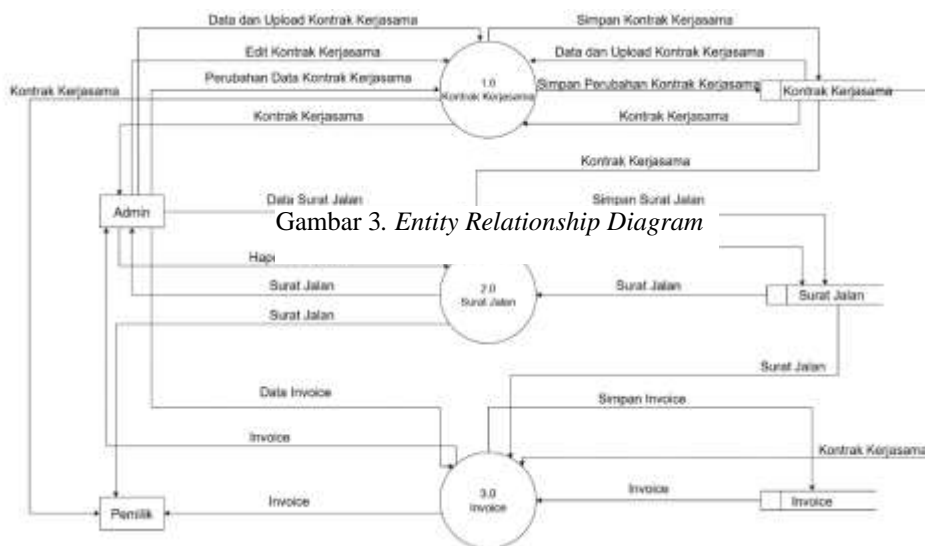 Data dan Upload Kontrak Kerjasama
Simpan Kontrak Kerjasama
Edit Kontrak Kerjasama
Data dan Upload Kontrak Kerjasama
Perubahan Data Kontrak Kerjasama
1.0
Kontrak Kerjasama
Simpan Perubahan Kontrak Kerjasama
Kontrak Kerjasama
Kontrak Kerjasama
Kontrak Kerjasama
Kontrak Kerjasama
Kontrak Kerjasama
Admin
Data Surat Jalan
Simpan Surat Jalan
Gambar 3. Entity Relationship Diagram
2.0
Surat Jalan
Surat Jalan
Surat Jalan
Surat Jalan
Surat Jalan
Surat Jalan
Data Invoice
Simpan Invoice
Invoice
Kontrak Kerjasama
3.0
Invoice
Invoice
Invoice
Invoice
Pemilik